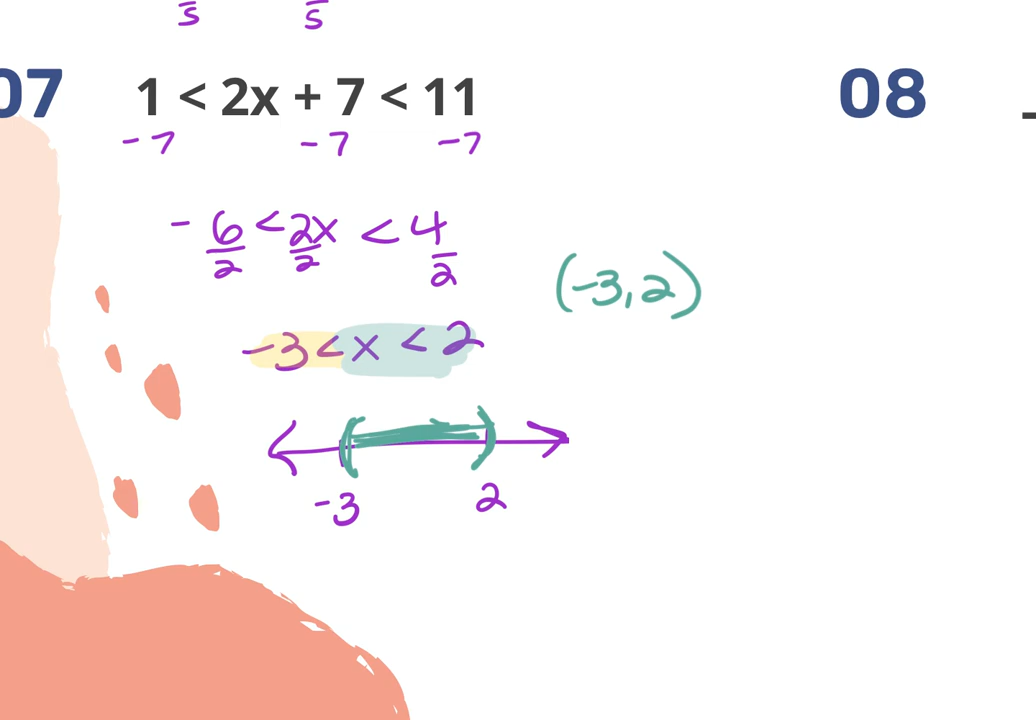 5 5
07 1 < 2x + 7 < 11 08
-7 -7 -7
-6/2 < 2x/2 < 4/2
(-3, 2)
-3 < x < 2
-3 2